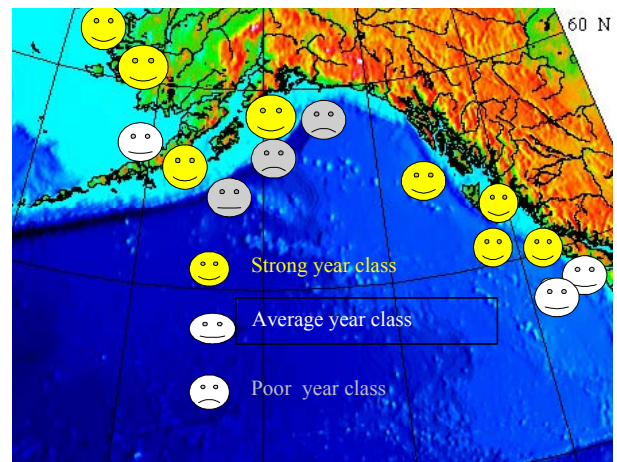 60 N
Strong year class
Average year class
Poor year class